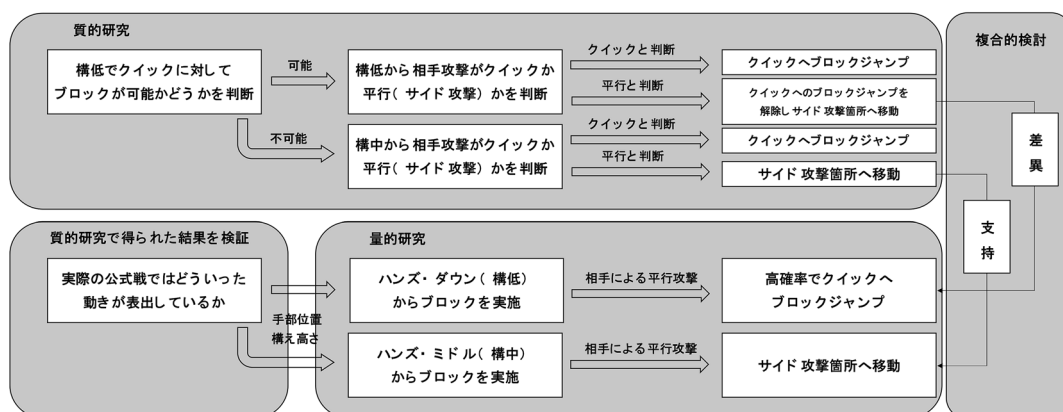 質的研究
構低でクイックに対して
ブロックが可能かどうかを判断
可能
不可能
構低から相手攻撃がクイックか
平行(サイド攻撃)かを判断
構中から相手攻撃がクイックか
平行(サイド攻撃)かを判断
クイックと判断
平行と判断
クイックと判断
平行と判断
クイックへブロックジャンプ
クイックへのブロックジャンプを
解除しサイド攻撃箇所へ移動
クイックへブロックジャンプ
サイド攻撃箇所へ移動
複合的検討
差異
支持
質的研究で得られた結果を検証
実際の公式戦ではどういった
動きが表出しているか
手部位置
構え高さ
量的研究
ハンズ・ダウン(構低)
からブロックを実施
相手による平行攻撃
高確率でクイックへ
ブロックジャンプ
ハンズ・ミドル(構中)
からブロックを実施
相手による平行攻撃
サイド攻撃箇所へ移動